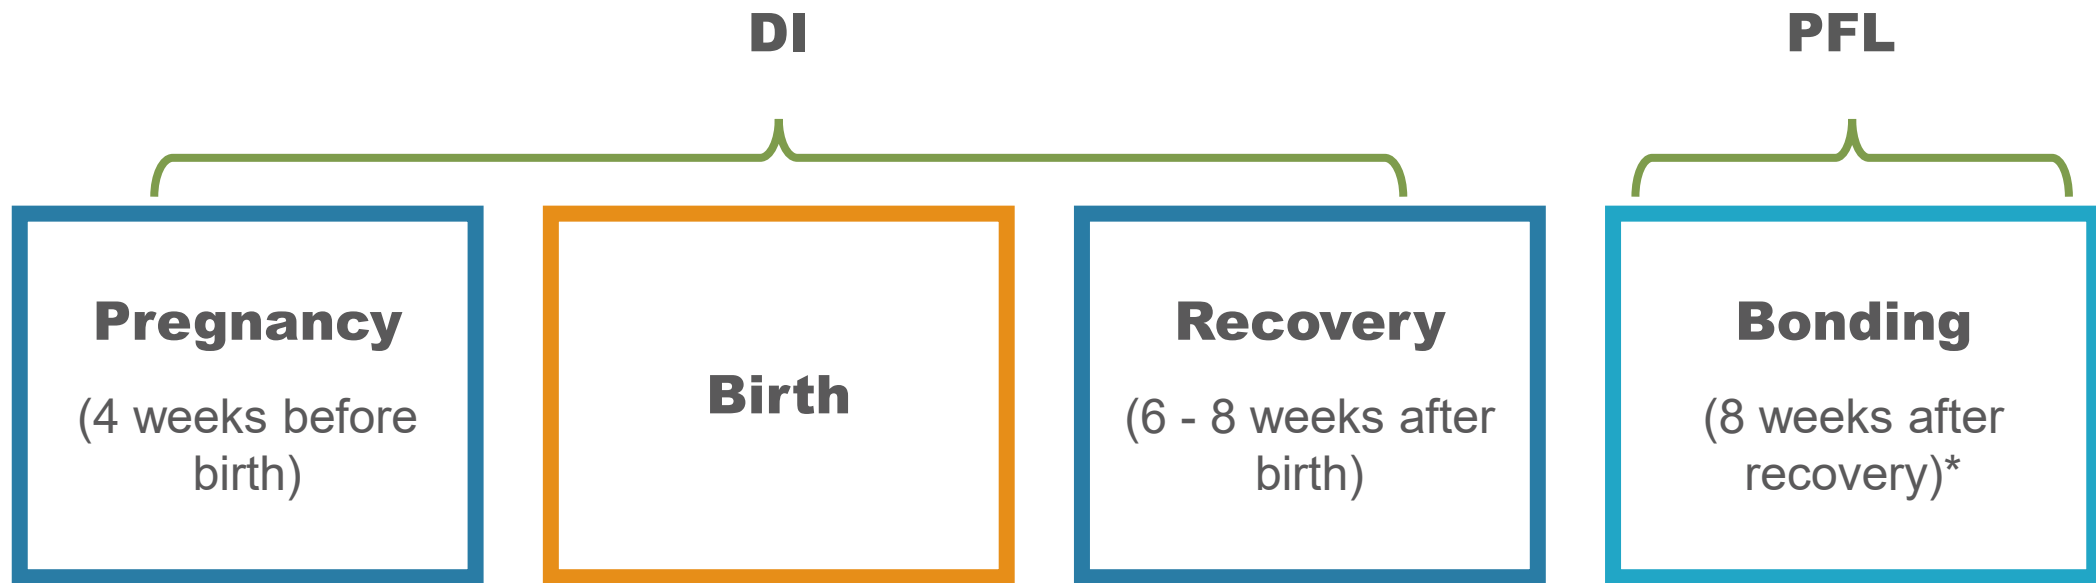 DI
PFL
Pregnancy
(4 weeks before
birth)
Birth
Recovery
(6 - 8 weeks after
birth)
Bonding
(8 weeks after
recovery)*